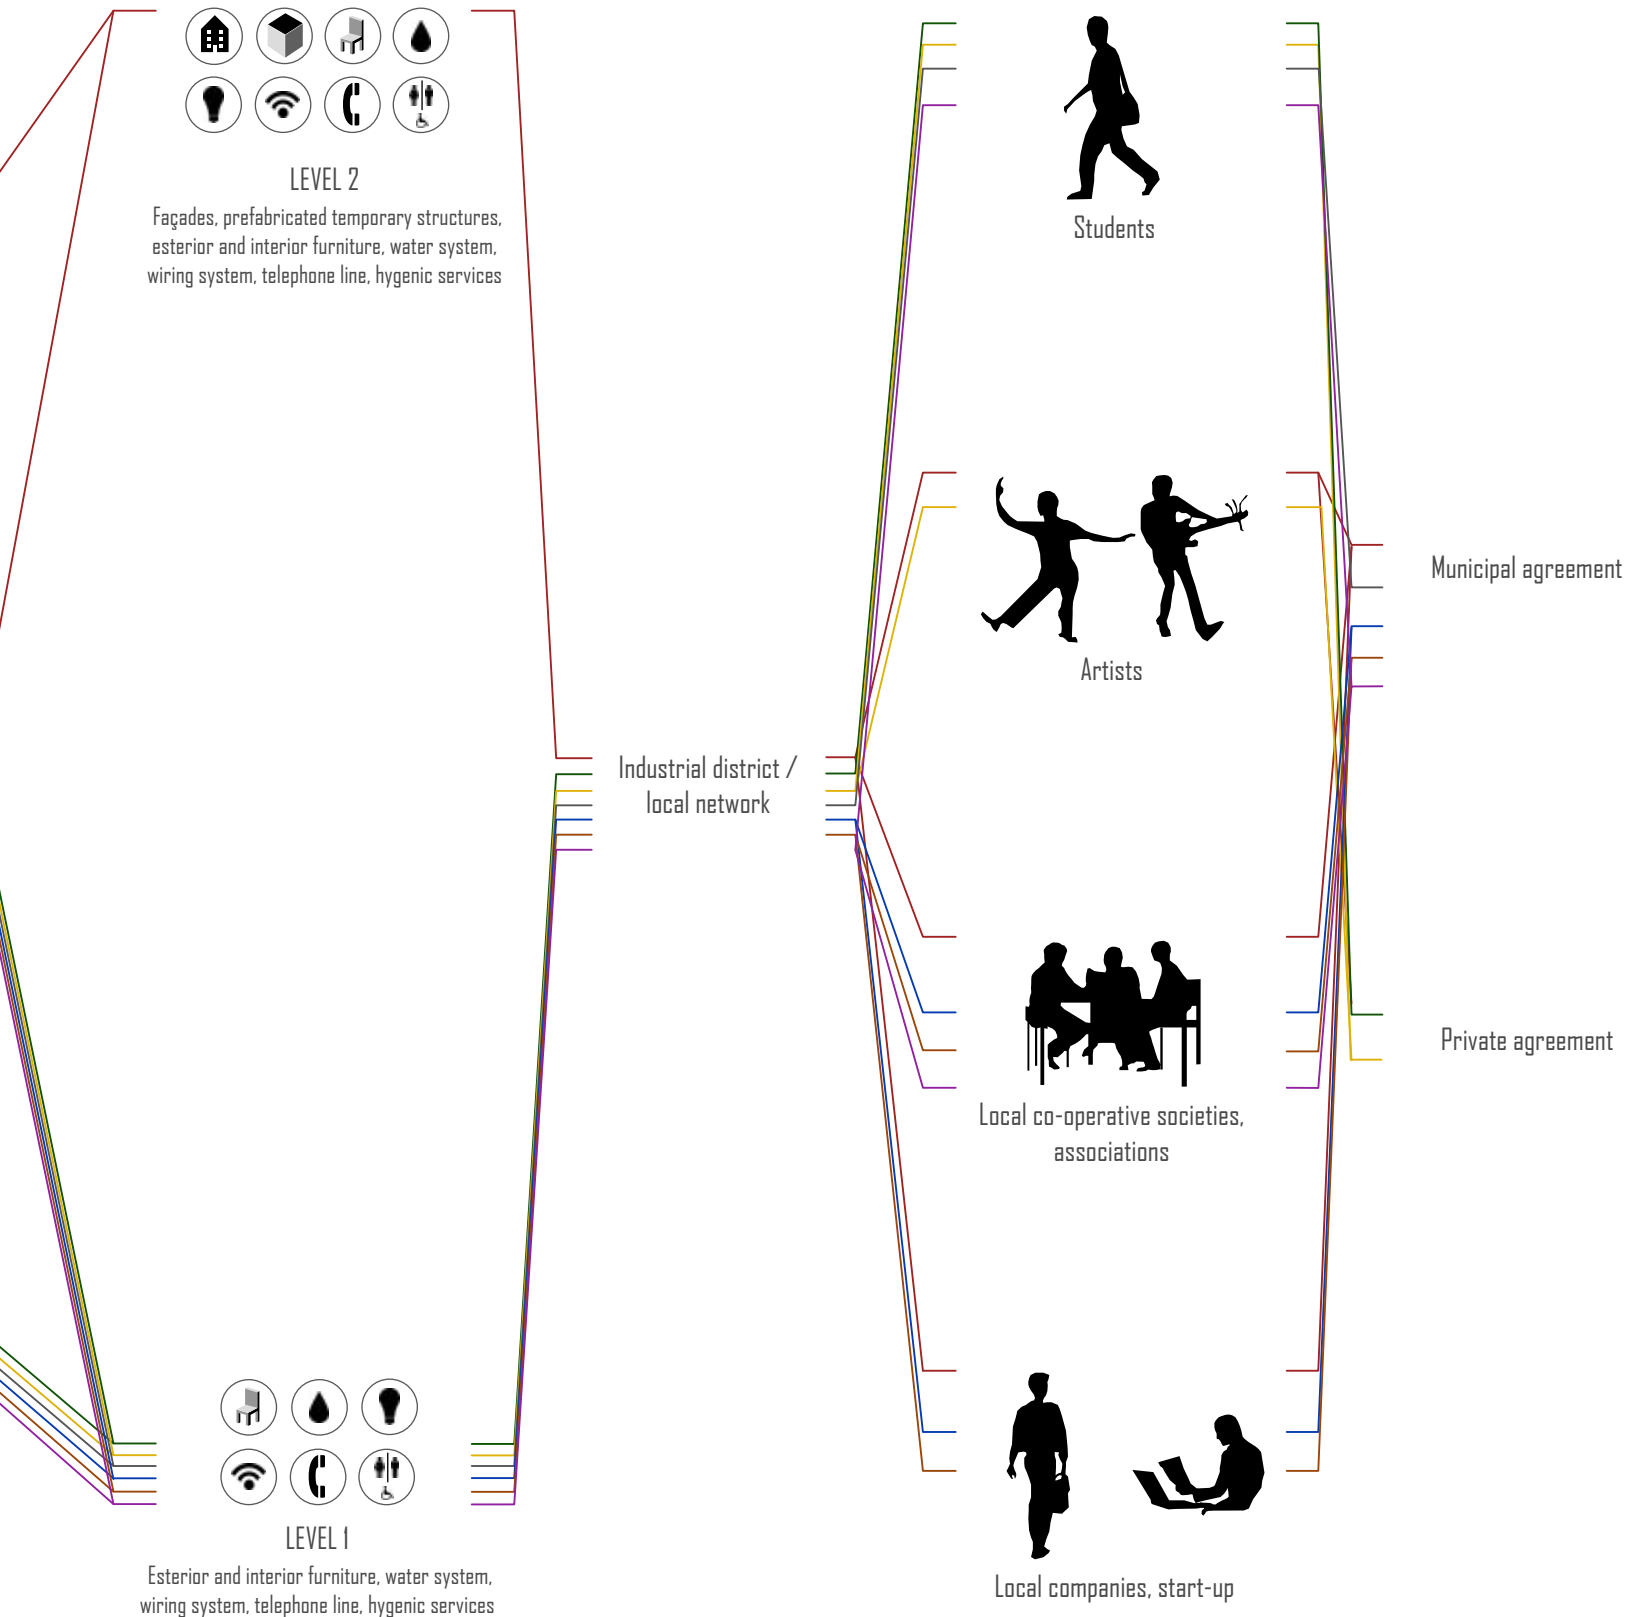 LEVEL 2
Façades, prefabricated temporary structures,
esterior and interior furniture, water system,
wiring system, telephone line, hygenic services
Students
Artists
Municipal agreement
Industrial district /
local network
Private agreement
Local co-operative societies,
associations
LEVEL 1
Esterior and interior furniture, water system,
wiring system, telephone line, hygenic services
Local companies, start-up